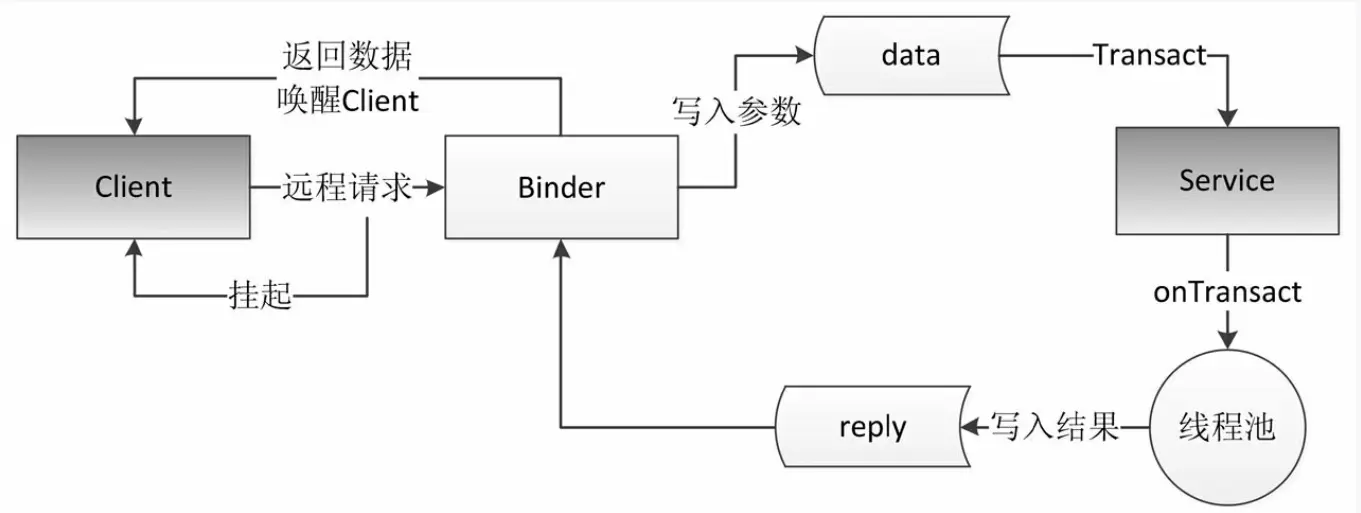 返回数据
唤醒Client
data
Transact
写入参数
Client
远程请求
Binder
Service
挂起
onTransact
reply
写入结果
线程池